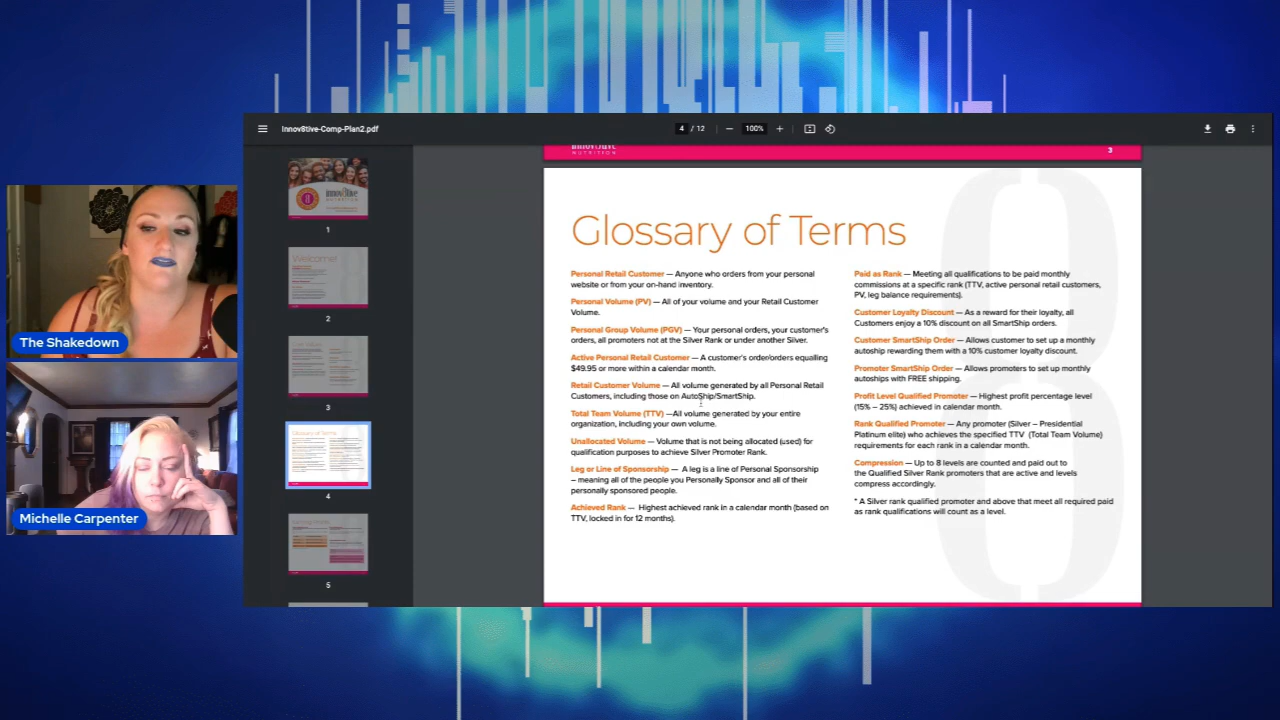 Innov8tive-Comp-Plan2.pdf
4 / 12
100%
NUTRITION
3
innov8tive
NUTRITION
1
Welcome!
2
3
Glossary of Terms
4
5
The Shakedown
Michelle Carpenter
Glossary of Terms
Personal Retail Customer — Anyone who orders from your personal
website or from your on-hand inventory.
Personal Volume (PV) — All of your volume and your Retail Customer
Volume.
Personal Group Volume (PGV) — Your personal orders, your customer's
orders, all promoters not at the Silver Rank or under another Silver.
Active Personal Retail Customer — A customer's order/orders equalling
$49.95 or more within a calendar month.
Retail Customer Volume — All volume generated by all Personal Retail
Customers, including those on AutoShip/SmartShip.
Total Team Volume (TTV) —All volume generated by your entire
organization, including your own volume.
Unallocated Volume — Volume that is not being allocated (used) for
qualification purposes to achieve Silver Promoter Rank.
Leg or Line of Sponsorship — A leg is a line of Personal Sponsorship
– meaning all of the people you Personally Sponsor and all of their
personally sponsored people.
Achieved Rank — Highest achieved rank in a calendar month (based on
TTV, locked in for 12 months).
Paid as Rank — Meeting all qualifications to be paid monthly
commissions at a specific rank (TTV, active personal retail customers,
PV, leg balance requirements).
Customer Loyalty Discount — As a reward for their loyalty, all
Customers enjoy a 10% discount on all SmartShip orders.
Customer SmartShip Order — Allows customer to set up a monthly
autoship rewarding them with a 10% customer loyalty discount.
Promoter SmartShip Order — Allows promoters to set up monthly
autoships with FREE shipping.
Profit Level Qualified Promoter — Highest profit percentage level
(15% – 25%) achieved in calendar month.
Rank Qualified Promoter — Any promoter (Silver – Presidential
Platinum elite) who achieves the specified TTV (Total Team Volume)
requirements for each rank in a calendar month.
Compression — Up to 8 levels are counted and paid out to
the Qualified Silver Rank promoters that are active and levels
compress accordingly.
* A Silver rank qualified promoter and above that meet all required paid
as rank qualifications will count as a level.